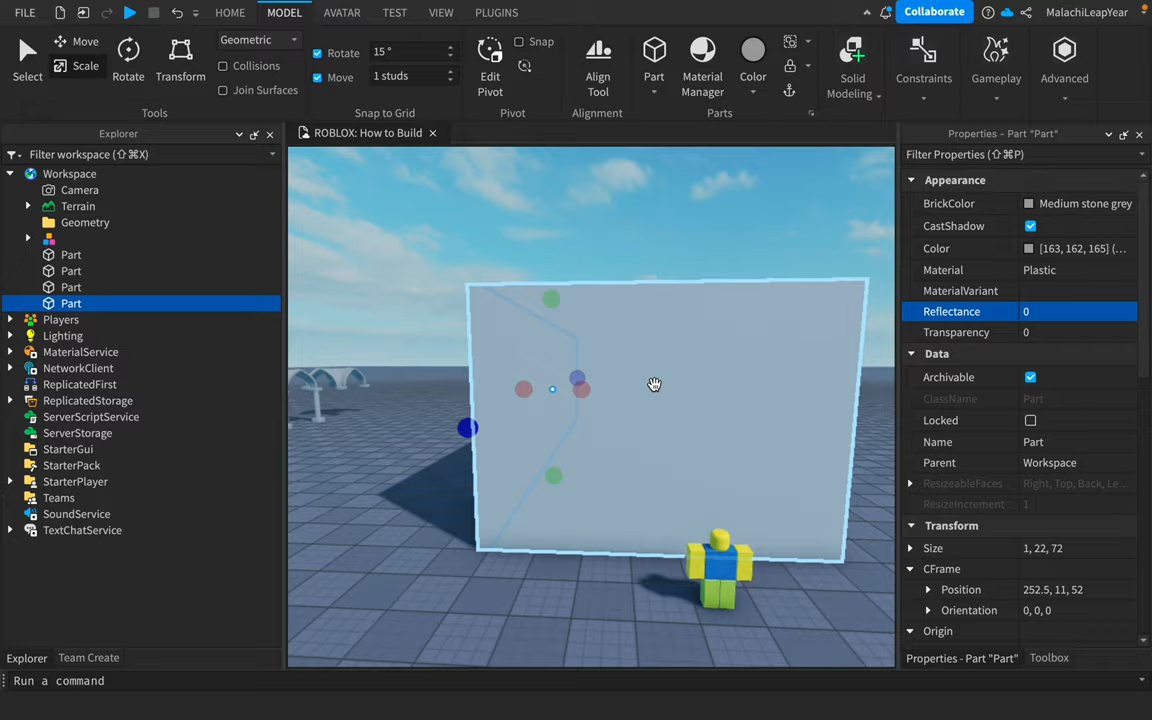 FILE HOME MODEL AVATAR TEST VIEW PLUGINS Collaborate MalachiLeapYear
Select Move Scale Rotate Transform
Geometric
Collisions
Join Surfaces
Tools
Rotate 15 °
Move 1 studs
Snap to Grid
Edit Pivot
Snap
Pivot
Align Tool
Alignment
Part Material Manager Color
Parts
Solid Modeling
Constraints
Gameplay
Advanced
Explorer
Filter workspace (⇧⌘X)
Workspace
Camera
Terrain
Geometry
Part
Part
Part
Part
Players
Lighting
MaterialService
NetworkClient
ReplicatedFirst
ReplicatedStorage
ServerScriptService
ServerStorage
StarterGui
StarterPack
StarterPlayer
Teams
SoundService
TextChatService
Explorer Team Create
ROBLOX: How to Build
Properties - Part "Part"
Filter Properties (⇧⌘P)
Appearance
BrickColor Medium stone grey
CastShadow
Color [163, 162, 165] (...
Material Plastic
MaterialVariant
Reflectance 0
Transparency 0
Data
Archivable
ClassName Part
Locked
Name Part
Parent Workspace
ResizeableFaces Right, Top, Back, Le...
ResizeIncrement 1
Transform
Size 1, 22, 72
CFrame
Position 252.5, 11, 52
Orientation 0, 0, 0
Origin
Properties - Part "Part" Toolbox
Run a command